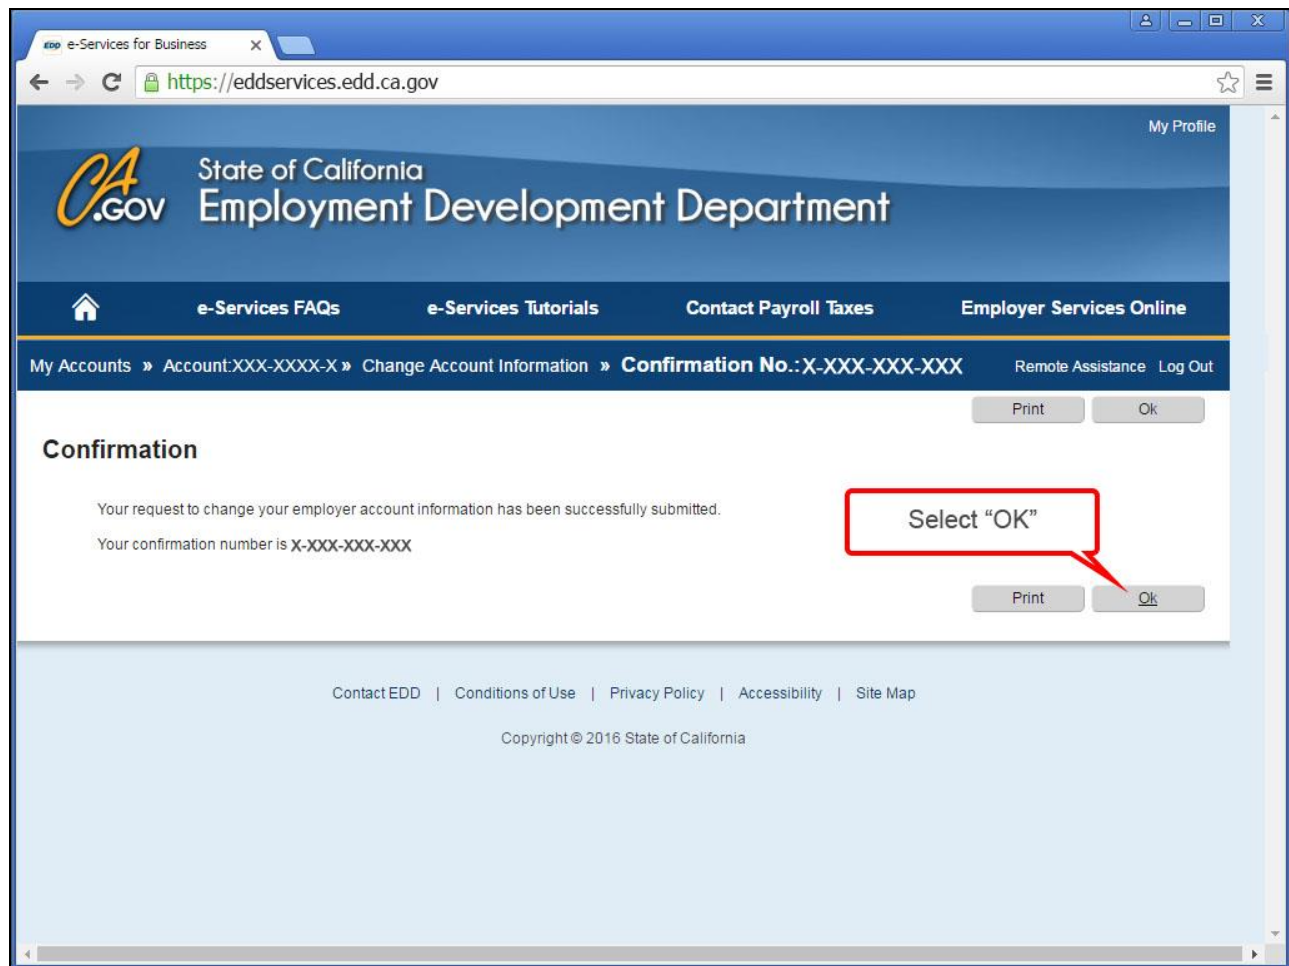 EDD e-Services for Business
https://eddservices.edd.ca.gov
My Profile
CA.GOV
State of California
Employment Development Department
e-Services FAQs e-Services Tutorials Contact Payroll Taxes Employer Services Online
My Accounts » Account:XXX-XXXX-X » Change Account Information » Confirmation No.:X-XXX-XXX-XXX Remote Assistance Log Out
Print Ok
Confirmation
Your request to change your employer account information has been successfully submitted.
Select “OK”
Your confirmation number is X-XXX-XXX-XXX
Print Ok
Contact EDD | Conditions of Use | Privacy Policy | Accessibility | Site Map
Copyright © 2016 State of California